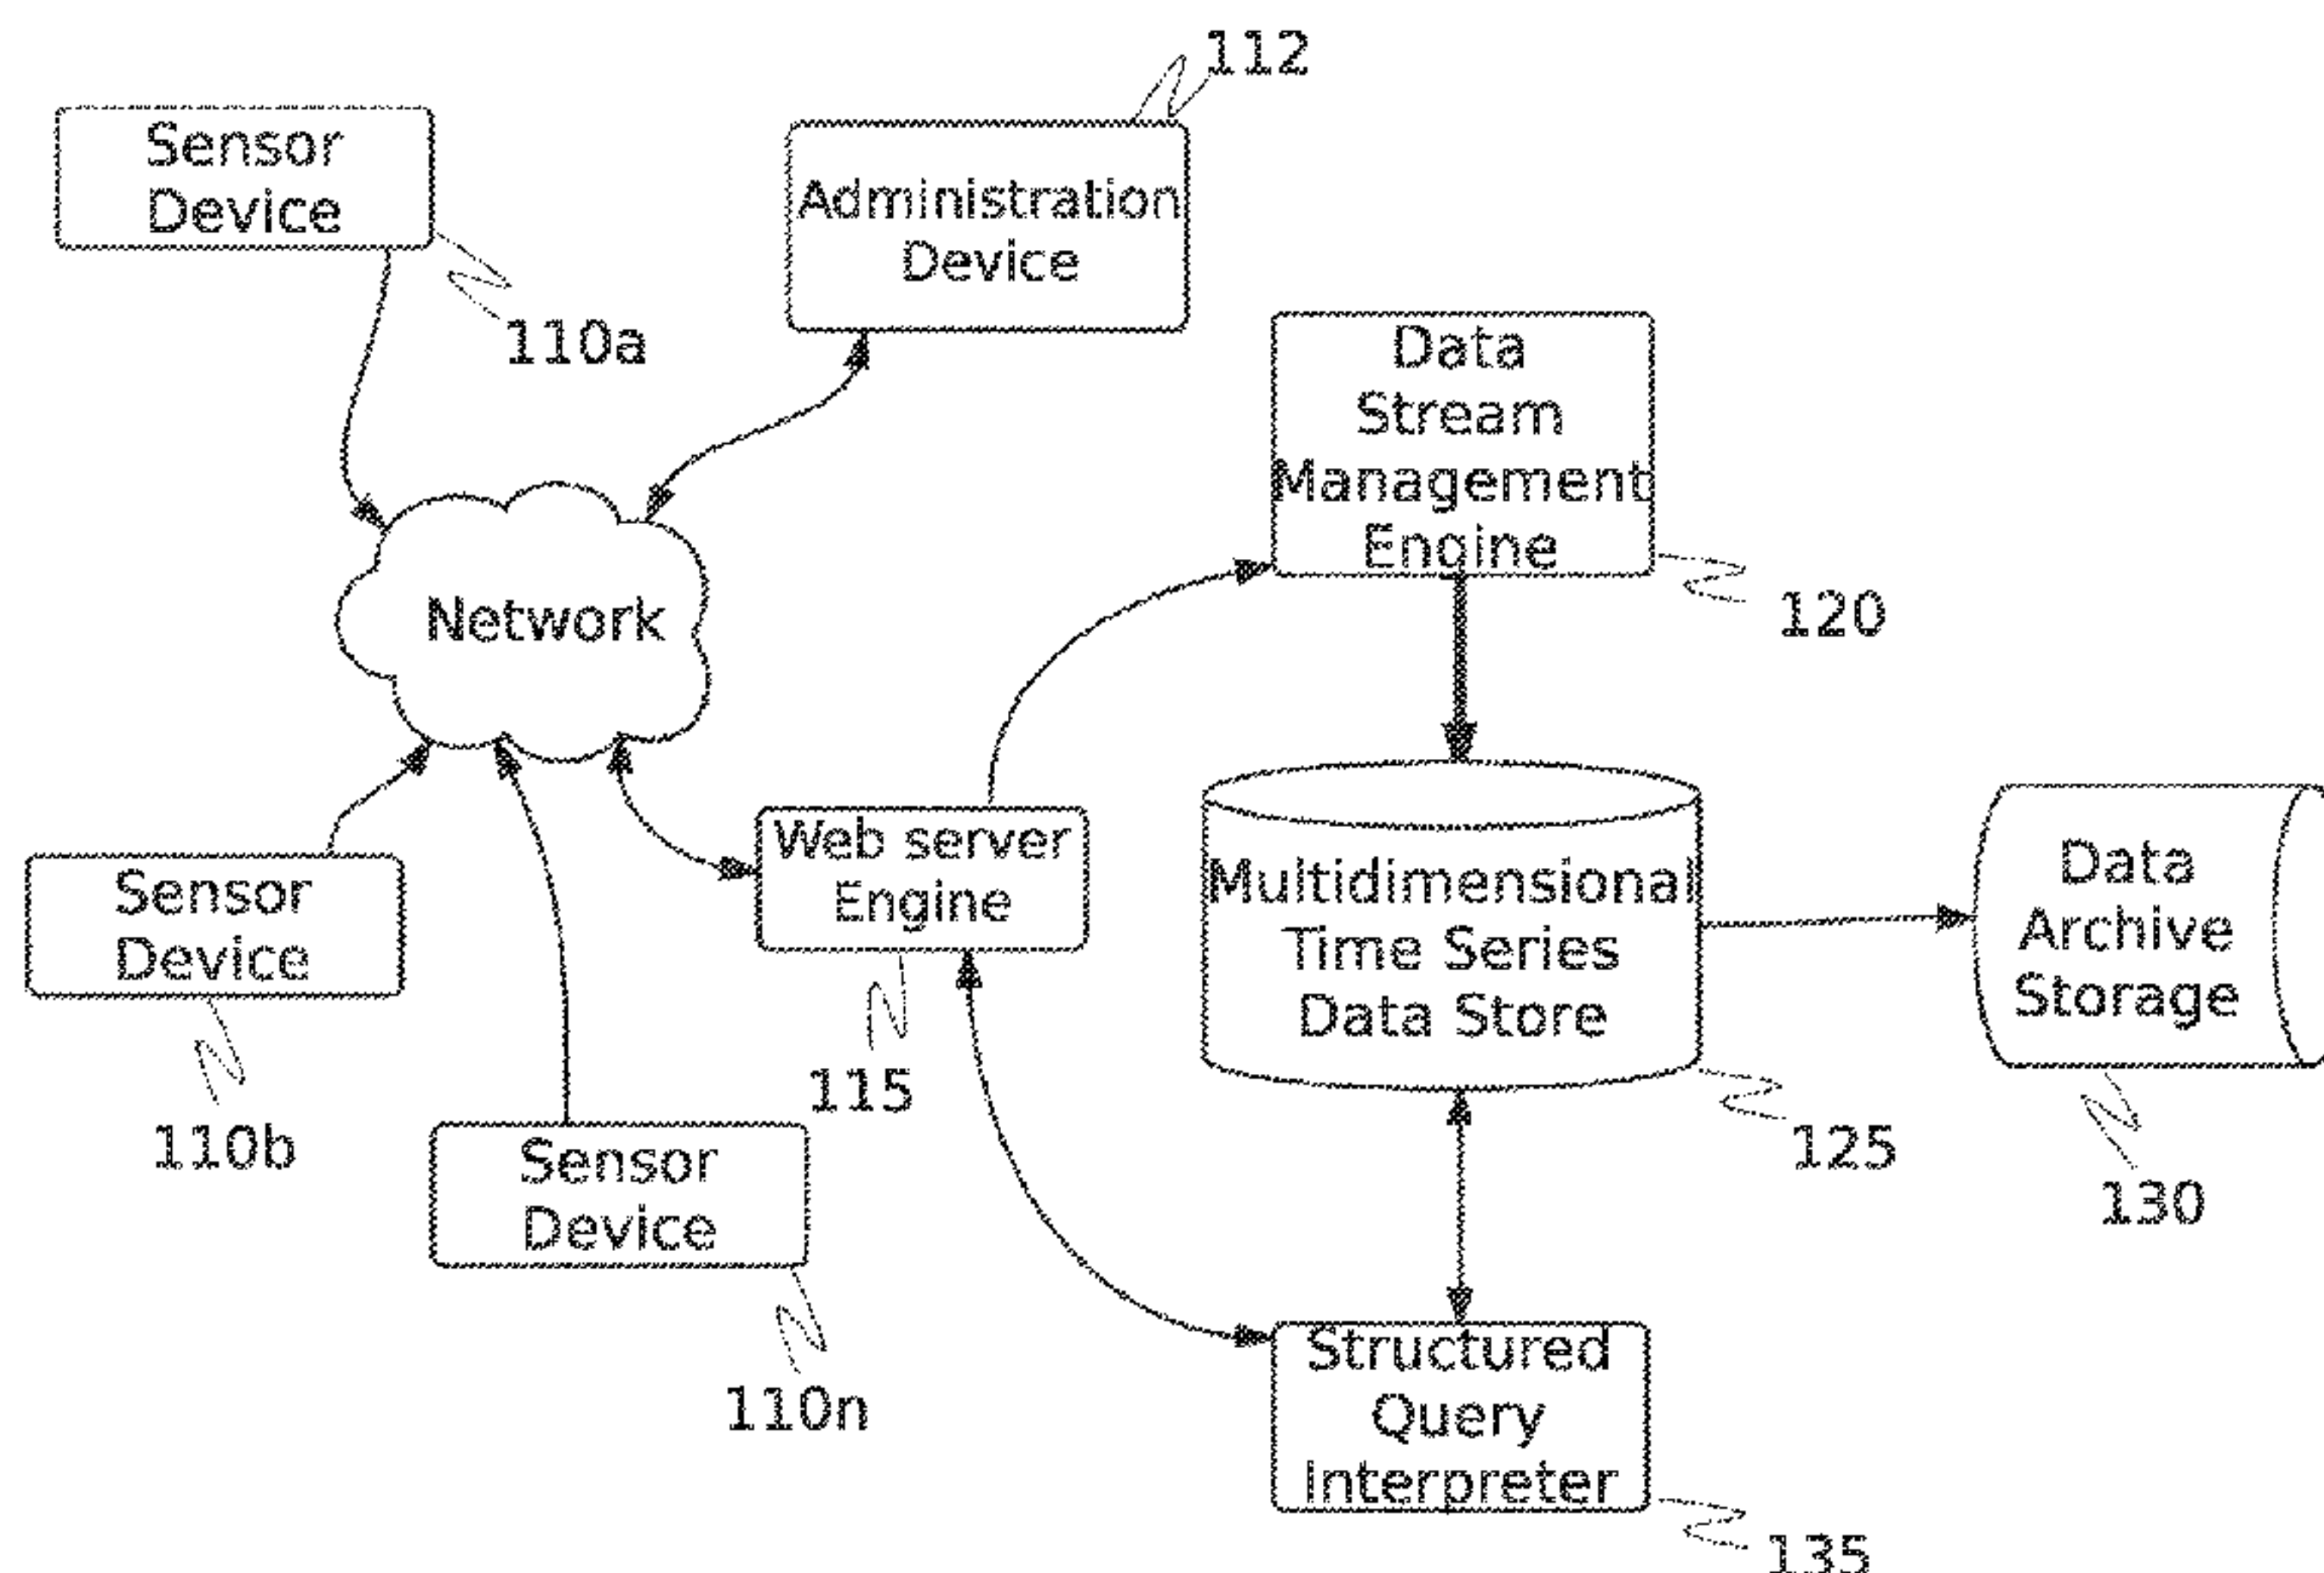 112
Sensor
Device
Administration
Device
110a
Data
Stream
Management
Engine
120
Network
Web server
Engine
115
Multidimensional
Time Series
Data Store
125
Data
Archive
Storage
130
Sensor
Device
110b
Sensor
Device
110n
Structured
Query
Interpreter
135